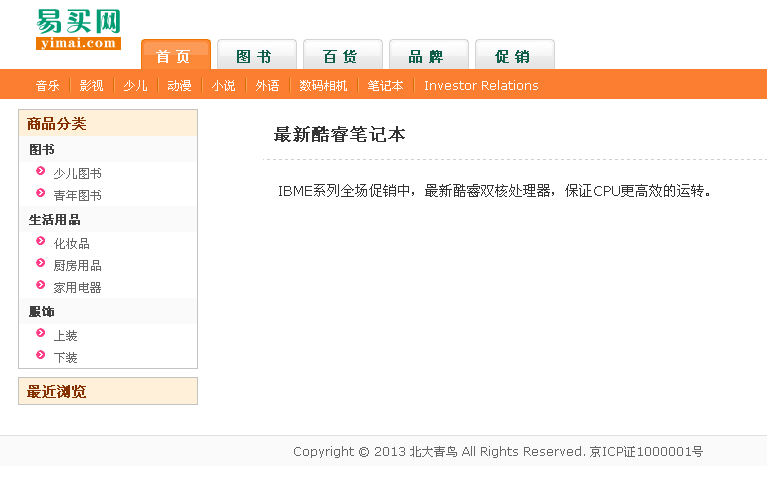 易买网
yimai.com
首页 图书 百货 品牌 促销
音乐 影视 少儿 动漫 小说 外语 数码相机 笔记本 Investor Relations
商品分类
图书
少儿图书
青年图书
生活用品
化妆品
厨房用品
家用电器
服饰
上装
下装
最近浏览
最新酷睿笔记本
IBME系列全场促销中，最新酷睿双核处理器，保证CPU更高效的运转。
Copyright © 2013 北大青鸟 All Rights Reserved. 京ICP证1000001号